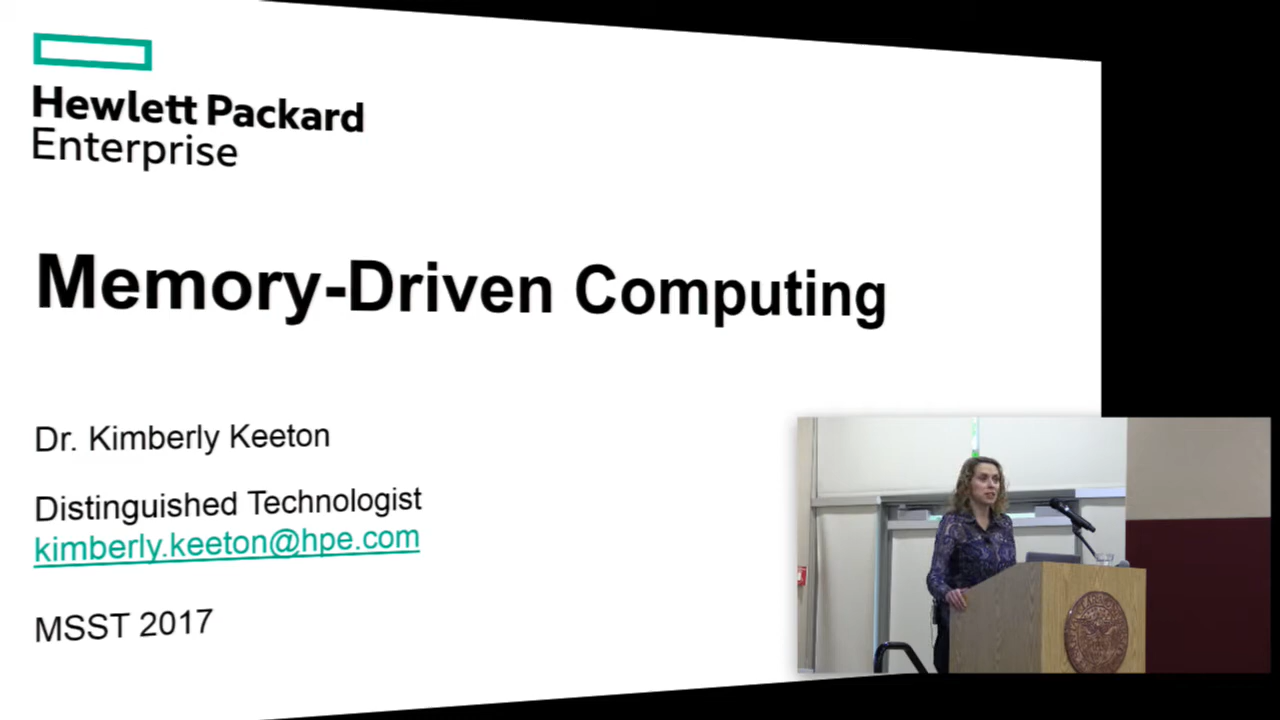 Hewlett Packard
Enterprise
Memory-Driven Computing
Dr. Kimberly Keeton
Distinguished Technologist
kimberly.keeton@hpe.com
MSST 2017